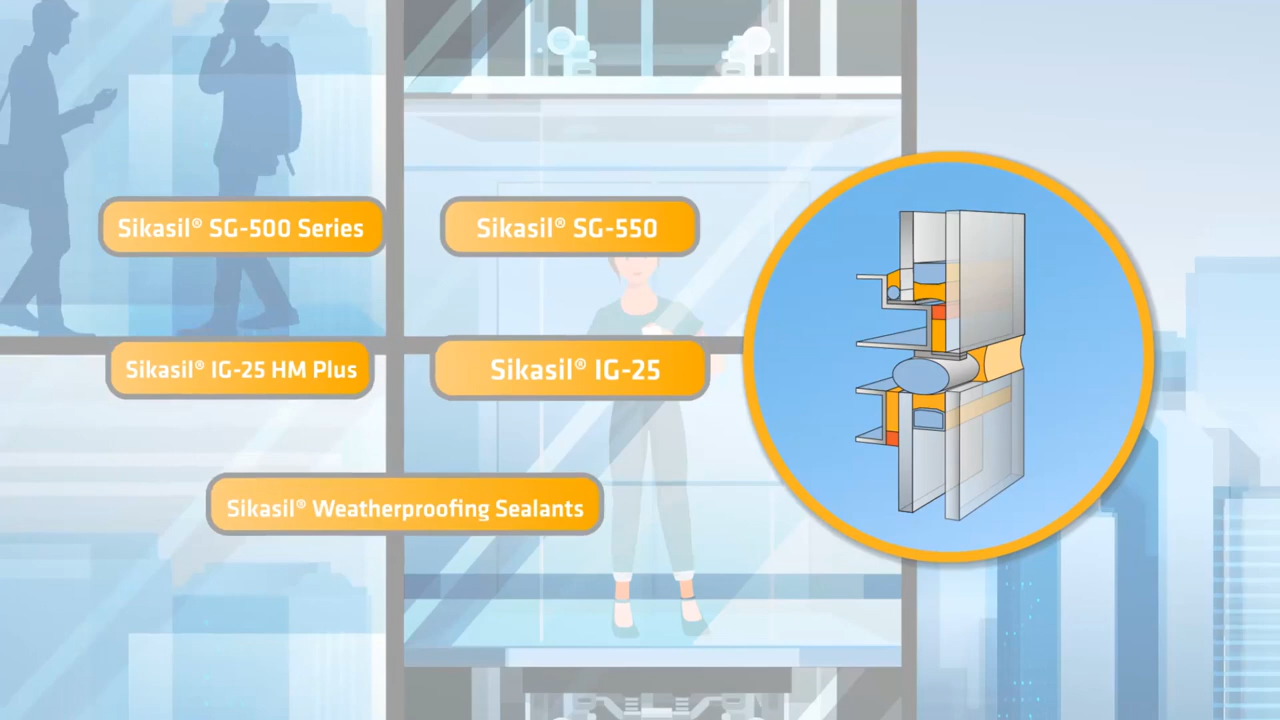 Sikasil® SG-500 Series
Sikasil® SG-550
Sikasil® IG-25 HM Plus
Sikasil® IG-25
Sikasil® Weatherproofing Sealants